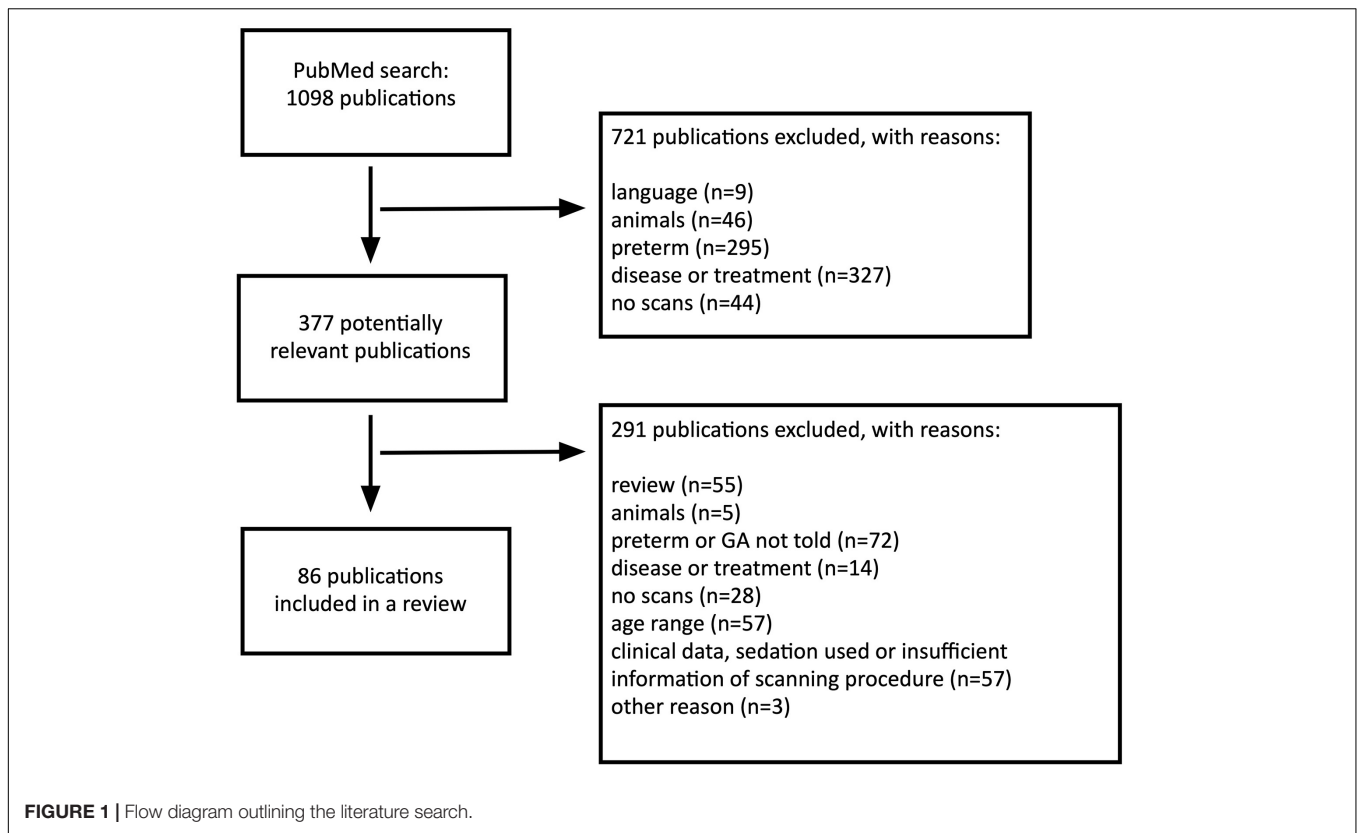 PubMed search:
1098 publications
721 publications excluded, with reasons:
language (n=9)
animals (n=46)
preterm (n=295)
disease or treatment (n=327)
no scans (n=44)
377 potentially
relevant publications
291 publications excluded, with reasons:
review (n=55)
animals (n=5)
preterm or GA not told (n=72)
disease or treatment (n=14)
no scans (n=28)
age range (n=57)
clinical data, sedation used or insufficient
information of scanning procedure (n=57)
other reason (n=3)
86 publications
included in a review
FIGURE 1 | Flow diagram outlining the literature search.